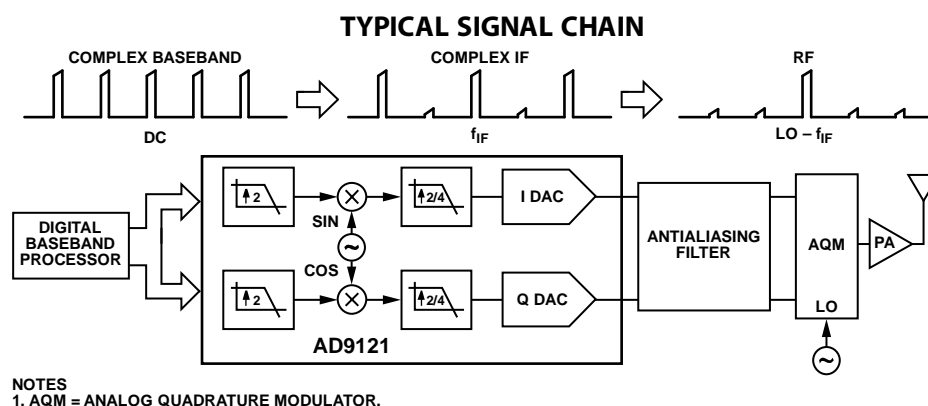 TYPICAL SIGNAL CHAIN
COMPLEX BASEBAND
COMPLEX IF
RF
DC
fIF
LO – fIF
DIGITAL
BASEBAND
PROCESSOR
2
SIN
2/4
I DAC
COS
2
2/4
Q DAC
AD9121
ANTIALIASING
FILTER
AQM
LO
PA
NOTES
1. AQM = ANALOG QUADRATURE MODULATOR.